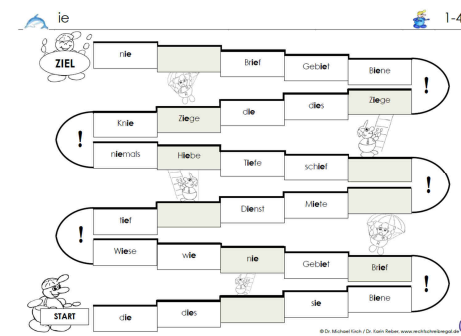 ie 1-4
ZIEL nie Brief Gebiet Biene !
Knie Ziege die dies Ziege
! niemals Hiebe Tiefe schief
tief Dienst Miete !
! Wiese wie nie Gebiet Brief
START die dies sie Biene !
© Dr. Michael Kirch / Dr. Karin Reber, www.rechtschreibregal.de